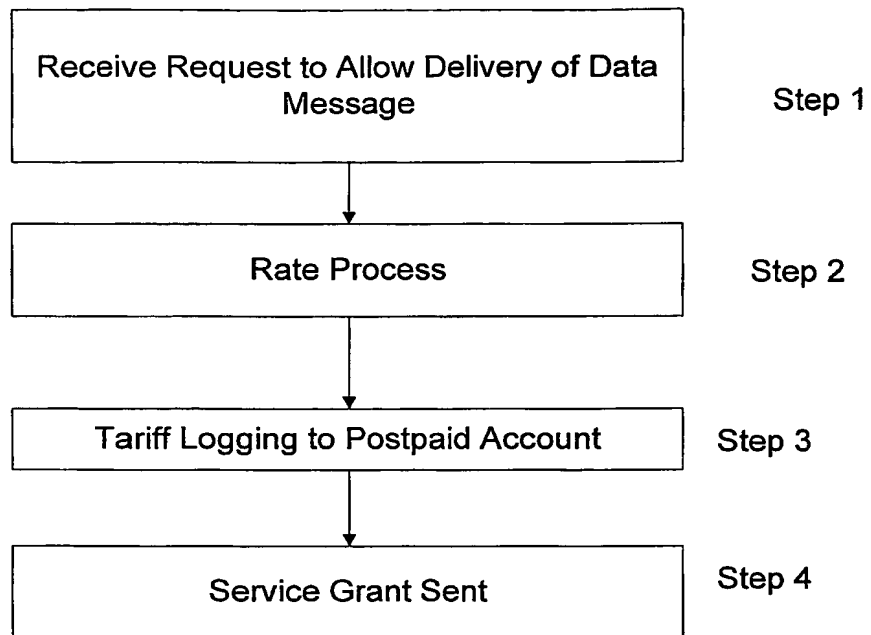 Receive Request to Allow Delivery of Data
Message
Step 1
Rate Process
Step 2
Tariff Logging to Postpaid Account
Step 3
Service Grant Sent
Step 4